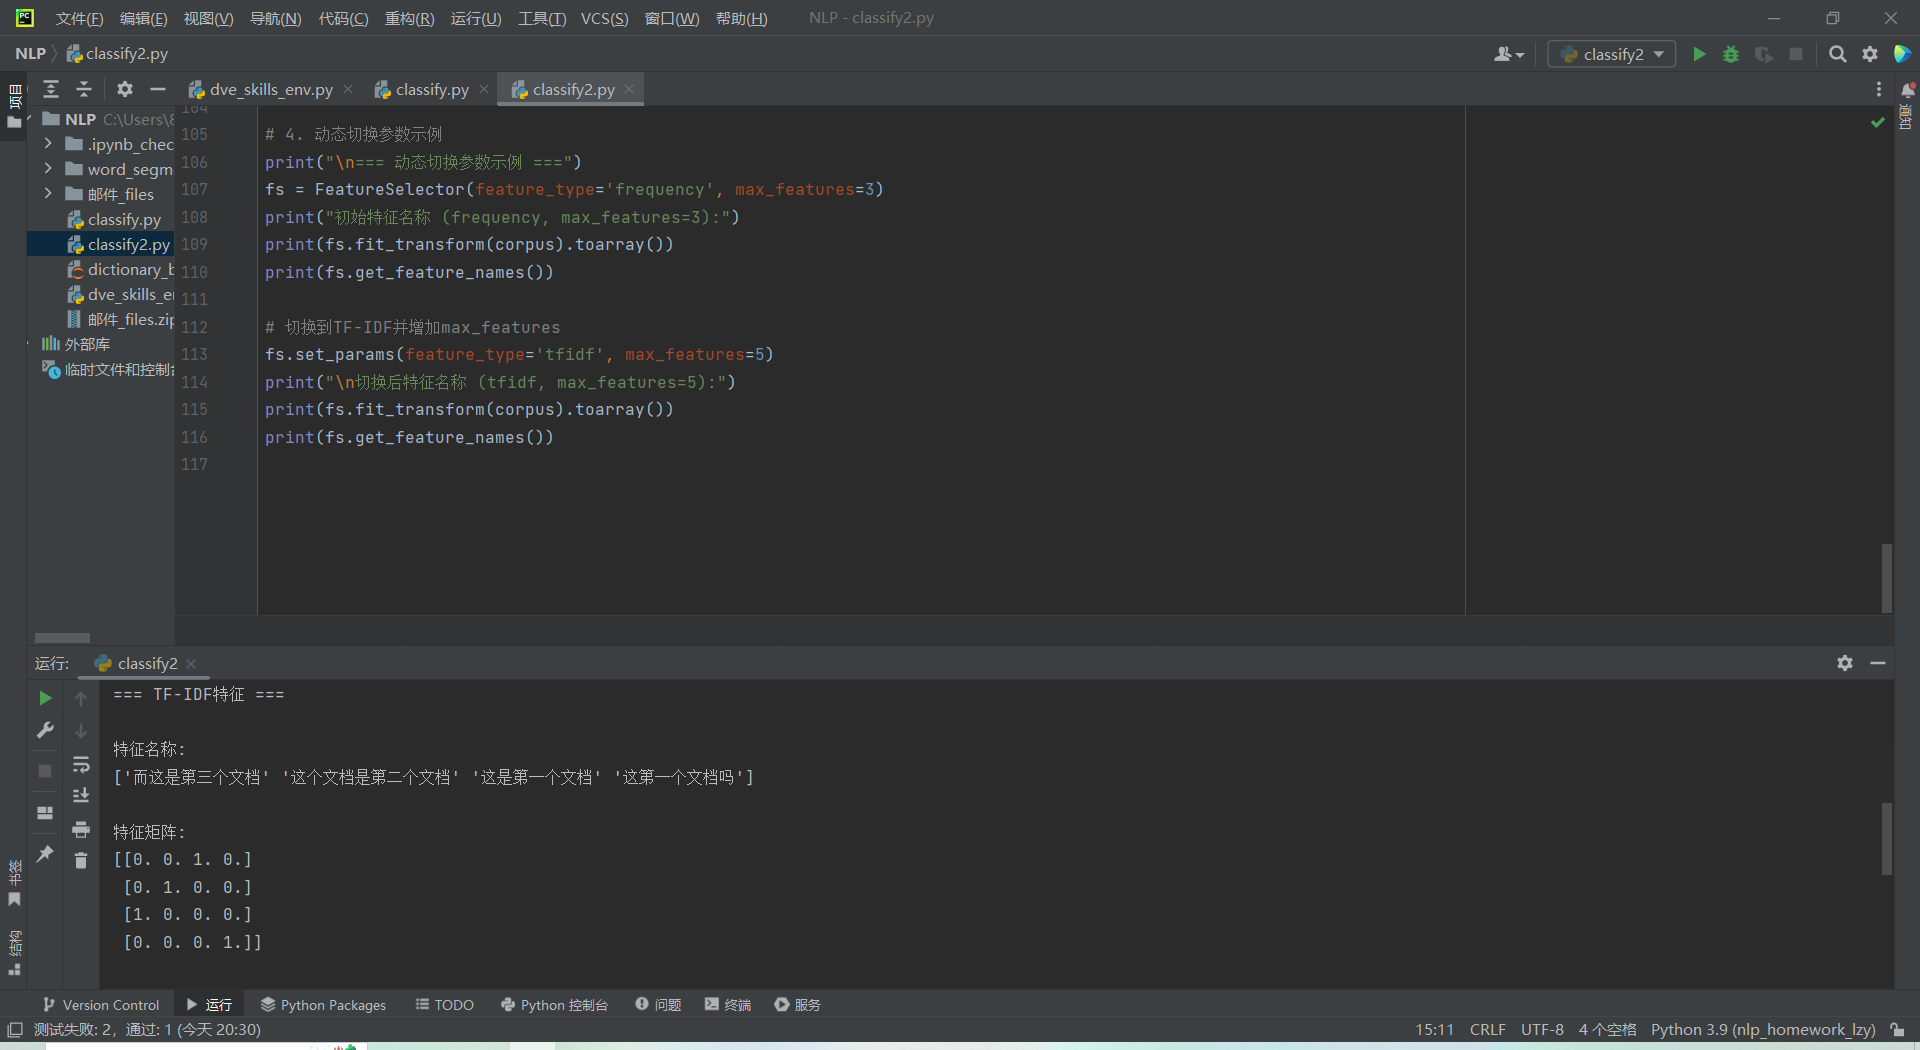 PC 文件(F) 编辑(E) 视图(V) 导航(N) 代码(C) 重构(R) 运行(U) 工具(T) VCS(S) 窗口(W) 帮助(H) NLP - classify2.py
NLP classify2.py classify2
项目
dve_skills_env.py classify.py classify2.py
通知
NLP C:\Users\8
.ipynb_chec
word_segm
邮件_files
classify.py
classify2.py
dictionary_b
dve_skills_en
邮件_files.zip
外部库
临时文件和控制台
104
105 # 4. 动态切换参数示例
106 print("\n=== 动态切换参数示例 ===")
107 fs = FeatureSelector(feature_type='frequency', max_features=3)
108 print("初始特征名称 (frequency, max_features=3):")
109 print(fs.fit_transform(corpus).toarray())
110 print(fs.get_feature_names())
111
112 # 切换到TF-IDF并增加max_features
113 fs.set_params(feature_type='tfidf', max_features=5)
114 print("\n切换后特征名称 (tfidf, max_features=5):")
115 print(fs.fit_transform(corpus).toarray())
116 print(fs.get_feature_names())
117
运行: classify2
=== TF-IDF特征 ===
特征名称:
['而这是第三个文档' '这个文档是第二个文档' '这是第一个文档' '这第一个文档吗']
特征矩阵:
[[0. 0. 1. 0.]
[0. 1. 0. 0.]
[1. 0. 0. 0.]
[0. 0. 0. 1.]]
书签
结构
Version Control 运行 Python Packages TODO Python 控制台 问题 终端 服务
测试失败: 2，通过: 1 (今天 20:30) 15:11 CRLF UTF-8 4 个空格 Python 3.9 (nlp_homework_lzy)